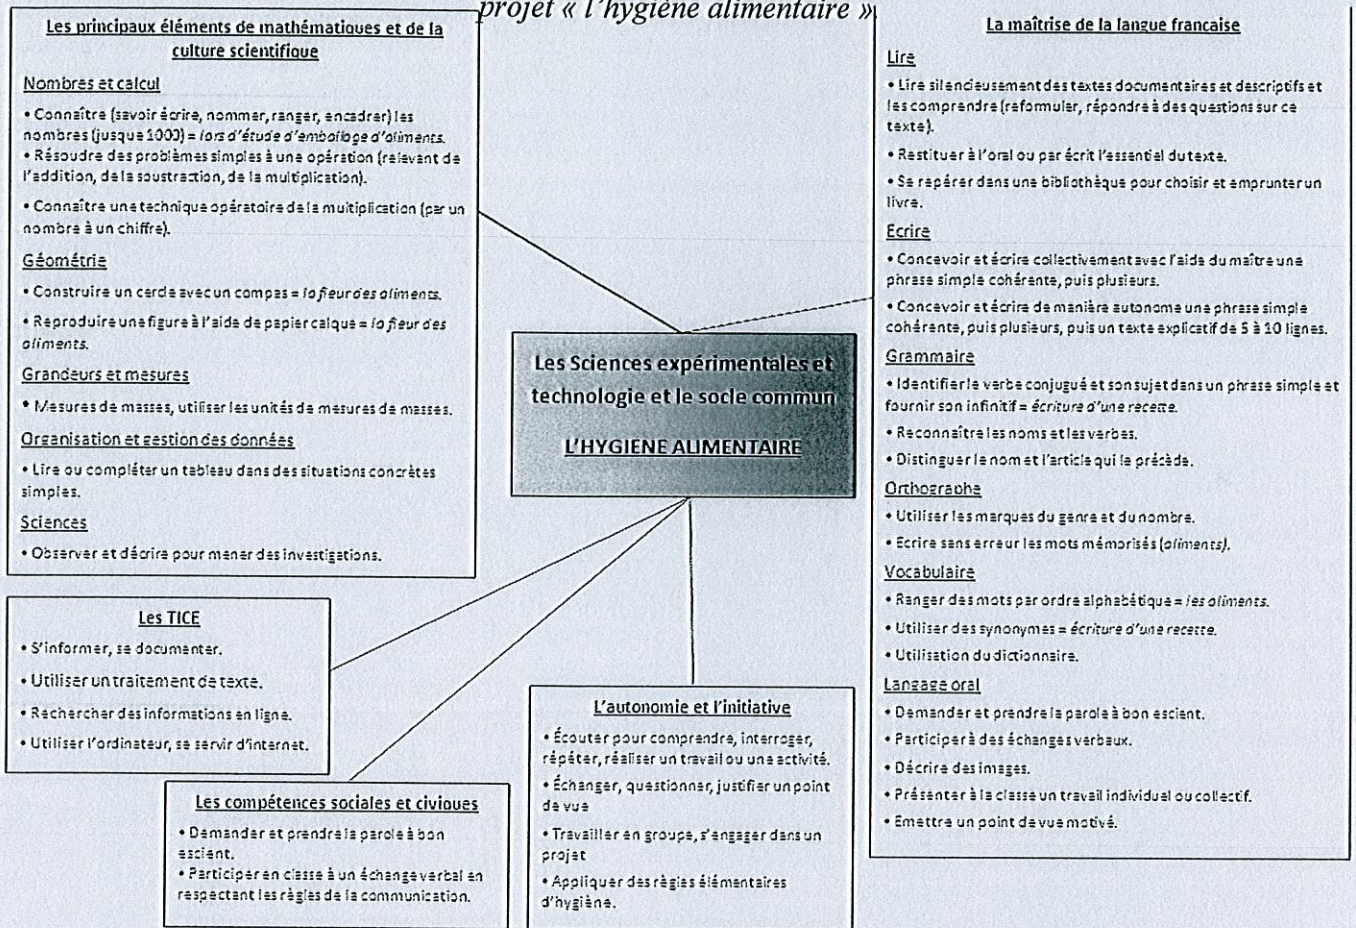 projet « l'hygiène alimentaire »
Les principaux éléments de mathématiques et de la
culture scientifique
Nombres et calcul
• Connaître (savoir écrire, nommer, ranger, encadrer) les
nombres (jusque 1000) = lors d'étude d'emballage d'aliments.
• Résoudre des problèmes simples à une opération (relevant de
l'addition, de la soustraction, de la multiplication).
• Connaître une technique opératoire de la multiplication (par un
nombre à un chiffre).
Géométrie
• Construire un cercle avec un compas = la fleur des aliments.
• Reproduire une figure à l'aide de papier calque = la fleur des
aliments.
Grandeurs et mesures
• Mesures de masses, utiliser les unités de mesures de masses.
Organisation et gestion des données
• Lire ou compléter un tableau dans des situations concrètes
simples.
Sciences
• Observer et décrire pour mener des investigations.
La maîtrise de la langue francaise
Lire
• Lire silencieusement des textes documentaires et descriptifs et
les comprendre (reformuler, répondre à des questions sur ce
texte).
• Restituer à l'oral ou par écrit l'essential du texte.
• Se repérer dans une bibliothèque pour choisir et emprunter un
livre.
Ecrire
• Concevoir et écrire collectivement avec l'aide du maître une
phrase simple cohérente, puis plusieurs.
• Concevoir et écrire de manière autonome une phrase simple
cohérente, puis plusieurs, puis un texte explicatif de 5 à 10 lignes.
Grammaire
• Identifier le verbe conjugué et son sujet dans un phrase simple et
fournir son infinitif = écriture d'une recette.
• Reconnaître les noms et les verbes.
• Distinguer le nom et l'article qui le précède.
Orthographe
• Utiliser les marques du genre et du nombre.
• Ecrire sans erreur les mots mémorisés (aliments).
Vocabulaire
• Ranger des mots par ordre alphabétique = les aliments.
• Utiliser des synonymes = écriture d'une recette.
• Utilisation du dictionnaire.
Langage oral
• Demander et prendre la parole à bon escient.
• Participer à des échanges verbaux.
• Décrire des images.
• Présenter à la classe un travail individuel ou collectif.
• Emettre un point de vue motivé.
Les Sciences expérimentales et
technologie et le socle commun
L'HYGIENE ALIMENTAIRE
Les TICE
• S'informer, se documenter.
• Utiliser un traitement de texte.
• Rechercher des informations en ligne.
• Utiliser l'ordinateur, se servir d'internet.
Les compétences sociales et civiques
• Demander et prendre la parole à bon
escient.
• Participer en classe à un échange verbal en
respectant les règles de la communication.
L'autonomie et l'initiative
• Écouter pour comprendre, interroger,
répéter, réaliser un travail ou une activité.
• Échanger, questionner, justifier un point
de vue
• Travailler en groupe, s'engager dans un
projet
• Appliquer des règles élémentaires
d'hygiène.